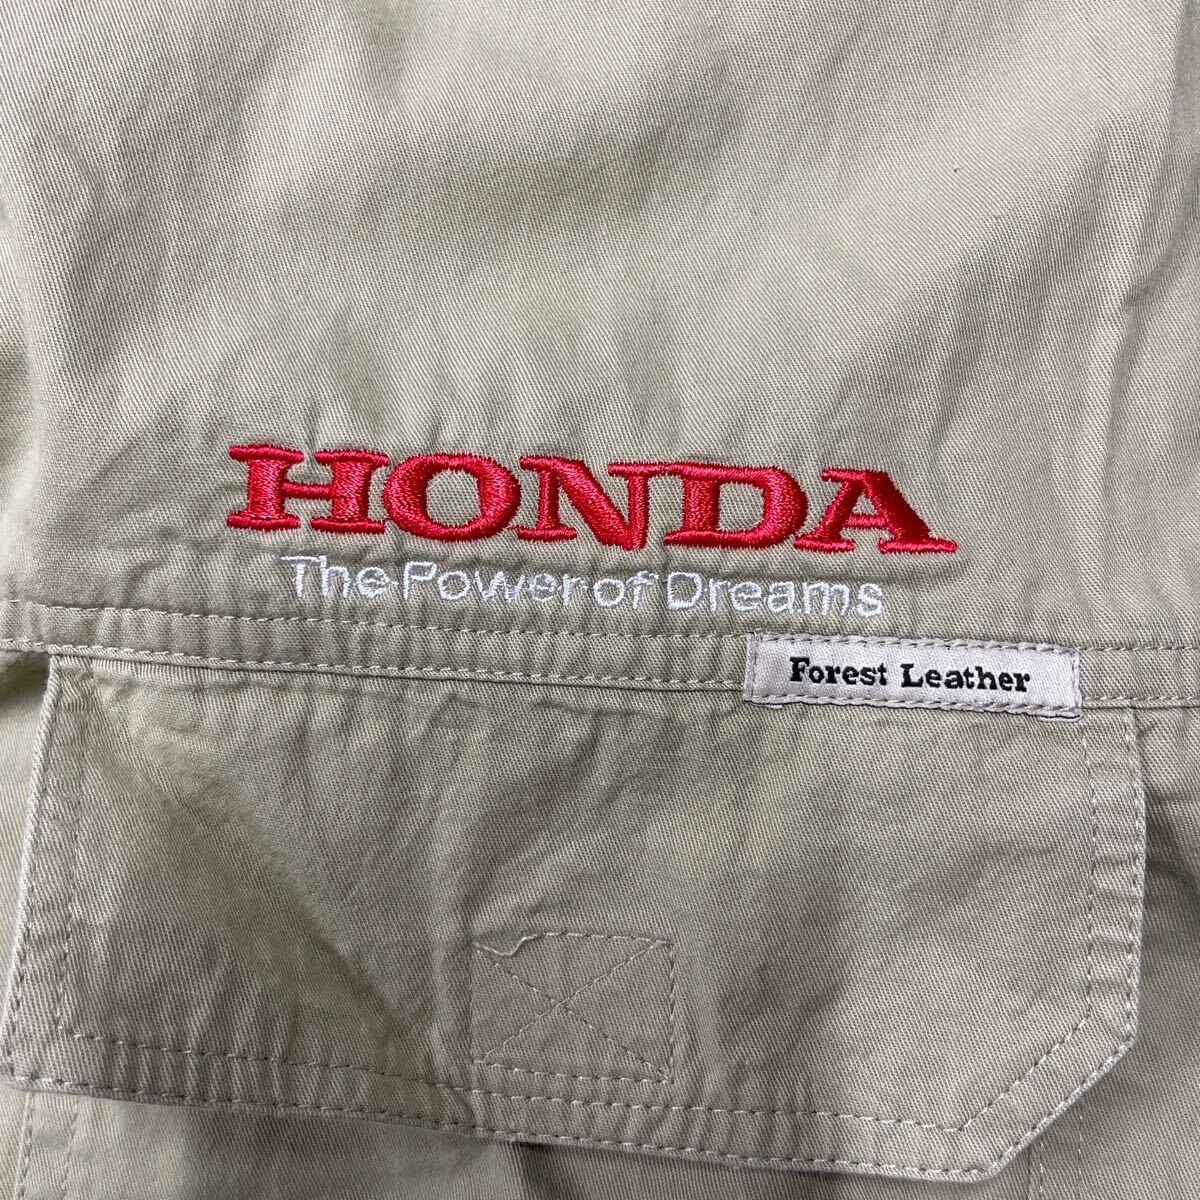 HONDA
The Power of Dreams
Forest Leather